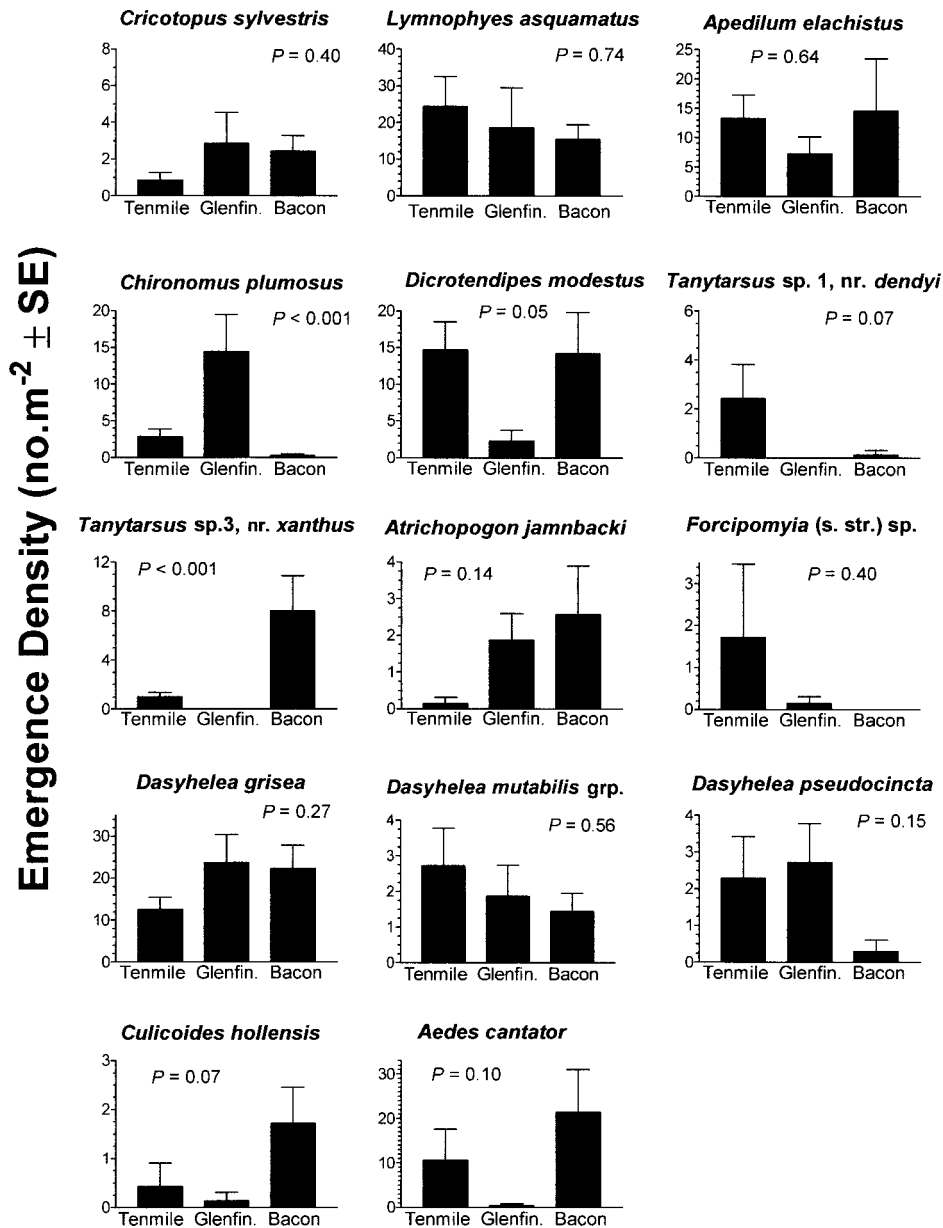 Emergence Density (no.m⁻² ± SE)
Cricotopus sylvestris
P = 0.40
8
6
4
2
0
Tenmile Glenfin. Bacon
Lymnophyes asquamatus
P = 0.74
40
30
20
10
0
Tenmile Glenfin. Bacon
Apedilum elachistus
P = 0.64
25
20
15
10
5
0
Tenmile Glenfin. Bacon
Chironomus plumosus
P < 0.001
20
15
10
5
0
Tenmile Glenfin. Bacon
Dicrotendipes modestus
P = 0.05
20
15
10
5
0
Tenmile Glenfin. Bacon
Tanytarsus sp. 1, nr. dendyi
P = 0.07
6
4
2
0
Tenmile Glenfin. Bacon
Tanytarsus sp.3, nr. xanthus
P < 0.001
12
8
4
0
Tenmile Glenfin. Bacon
Atrichopogon jamnbacki
P = 0.14
4
3
2
1
0
Tenmile Glenfin. Bacon
Forcipomyia (s. str.) sp.
P = 0.40
3
2
1
0
Tenmile Glenfin. Bacon
Dasyhelea grisea
P = 0.27
30
20
10
0
Tenmile Glenfin. Bacon
Dasyhelea mutabilis grp.
P = 0.56
4
3
2
1
0
Tenmile Glenfin. Bacon
Dasyhelea pseudocincta
P = 0.15
4
3
2
1
0
Tenmile Glenfin. Bacon
Culicoides hollensis
P = 0.07
3
2
1
0
Tenmile Glenfin. Bacon
Aedes cantator
P = 0.10
30
20
10
0
Tenmile Glenfin. Bacon